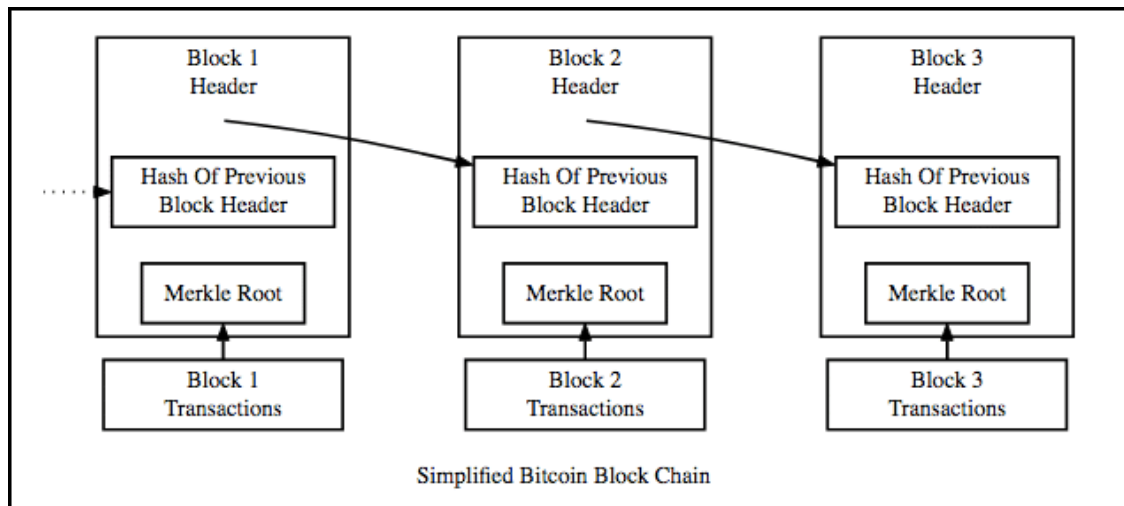 Block 1
Header
Hash Of Previous
Block Header
Merkle Root
Block 1
Transactions
Block 2
Header
Hash Of Previous
Block Header
Merkle Root
Block 2
Transactions
Block 3
Header
Hash Of Previous
Block Header
Merkle Root
Block 3
Transactions
Simplified Bitcoin Block Chain